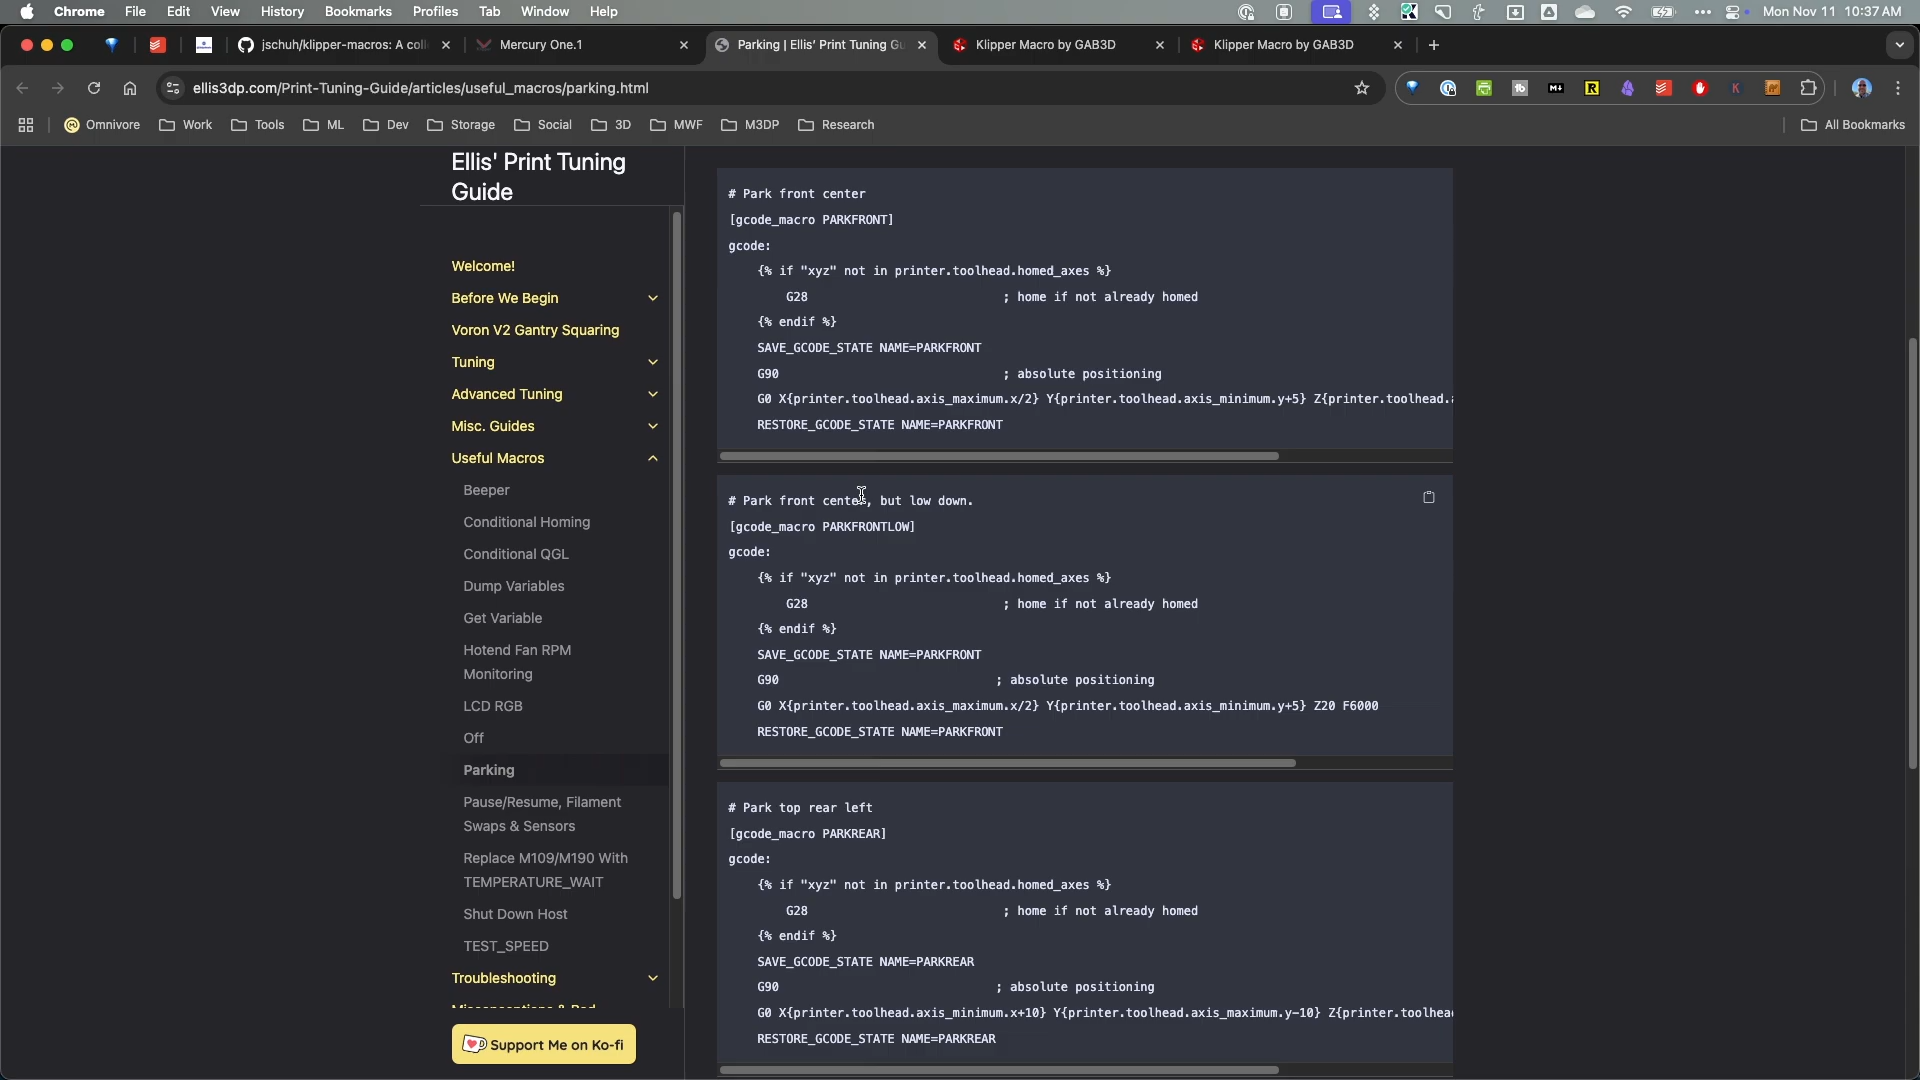 Chrome File Edit View History Bookmarks Profiles Tab Window Help Mon Nov 11 10:37 AM
jschuh/klipper-macros: A coll Mercury One.1 Parking | Ellis' Print Tuning Gu Klipper Macro by GAB3D Klipper Macro by GAB3D
ellis3dp.com/Print-Tuning-Guide/articles/useful_macros/parking.html
Omnivore Work Tools ML Dev Storage Social 3D MWF M3DP Research All Bookmarks
Ellis' Print Tuning
Guide
Welcome!
Before We Begin
Voron V2 Gantry Squaring
Tuning
Advanced Tuning
Misc. Guides
Useful Macros
Beeper
Conditional Homing
Conditional QGL
Dump Variables
Get Variable
Hotend Fan RPM
Monitoring
LCD RGB
Off
Parking
Pause/Resume, Filament
Swaps & Sensors
Replace M109/M190 With
TEMPERATURE_WAIT
Shut Down Host
TEST_SPEED
Troubleshooting
Support Me on Ko-fi
# Park front center
[gcode_macro PARKFRONT]
gcode:
{% if "xyz" not in printer.toolhead.homed_axes %}
G28 ; home if not already homed
{% endif %}
SAVE_GCODE_STATE NAME=PARKFRONT
G90 ; absolute positioning
G0 X{printer.toolhead.axis_maximum.x/2} Y{printer.toolhead.axis_minimum.y+5} Z{printer.toolhead.a
RESTORE_GCODE_STATE NAME=PARKFRONT
# Park front center, but low down.
[gcode_macro PARKFRONTLOW]
gcode:
{% if "xyz" not in printer.toolhead.homed_axes %}
G28 ; home if not already homed
{% endif %}
SAVE_GCODE_STATE NAME=PARKFRONT
G90 ; absolute positioning
G0 X{printer.toolhead.axis_maximum.x/2} Y{printer.toolhead.axis_minimum.y+5} Z20 F6000
RESTORE_GCODE_STATE NAME=PARKFRONT
# Park top rear left
[gcode_macro PARKREAR]
gcode:
{% if "xyz" not in printer.toolhead.homed_axes %}
G28 ; home if not already homed
{% endif %}
SAVE_GCODE_STATE NAME=PARKREAR
G90 ; absolute positioning
G0 X{printer.toolhead.axis_minimum.x+10} Y{printer.toolhead.axis_maximum.y-10} Z{printer.toolhea
RESTORE_GCODE_STATE NAME=PARKREAR